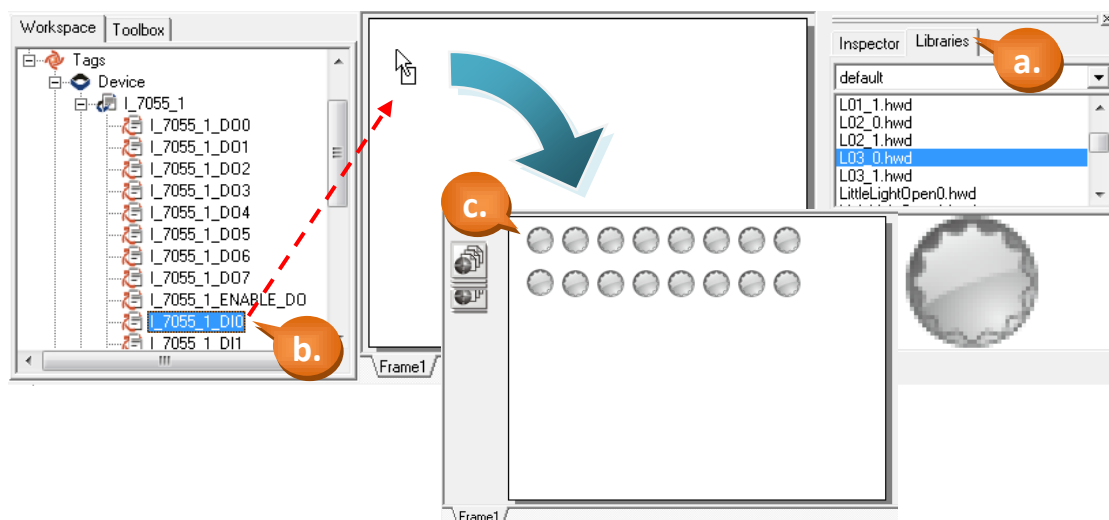 Workspace
Toolbox
Tags
Device
I_7055_1
I_7055_1_DO0
I_7055_1_DO1
I_7055_1_DO2
I_7055_1_DO3
I_7055_1_DO4
I_7055_1_DO5
I_7055_1_DO6
I_7055_1_DO7
I_7055_1_ENABLE_DO
I_7055_1_DI0
I_7055_1_DI1
b.
Frame1
c.
Frame1
Inspector
Libraries
a.
default
L01_1.hwd
L02_0.hwd
L02_1.hwd
L03_0.hwd
L03_1.hwd
LittleLightOpen0.hwd